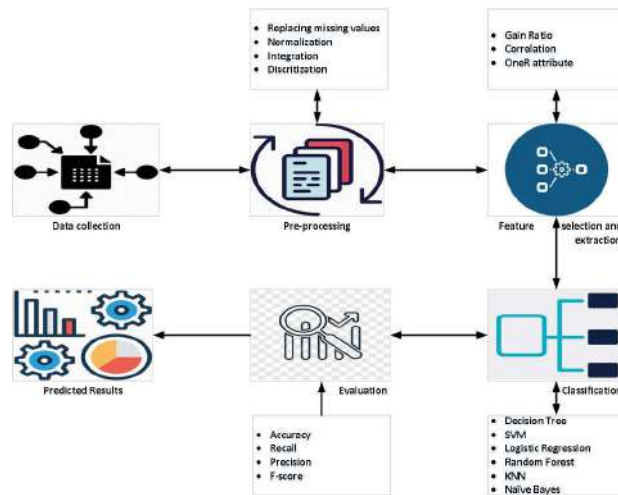 Replacing missing values
Normalization
Integration
Discritization
Gain Ratio
Correlation
OneR attribute
Data collection
Pre-processing
Feature selection and
extraction
Predicted Results
Evaluation
Classification
Accuracy
Recall
Precision
F-score
Decision Tree
SVM
Logistic Regression
Random Forest
KNN
Naïve Bayes